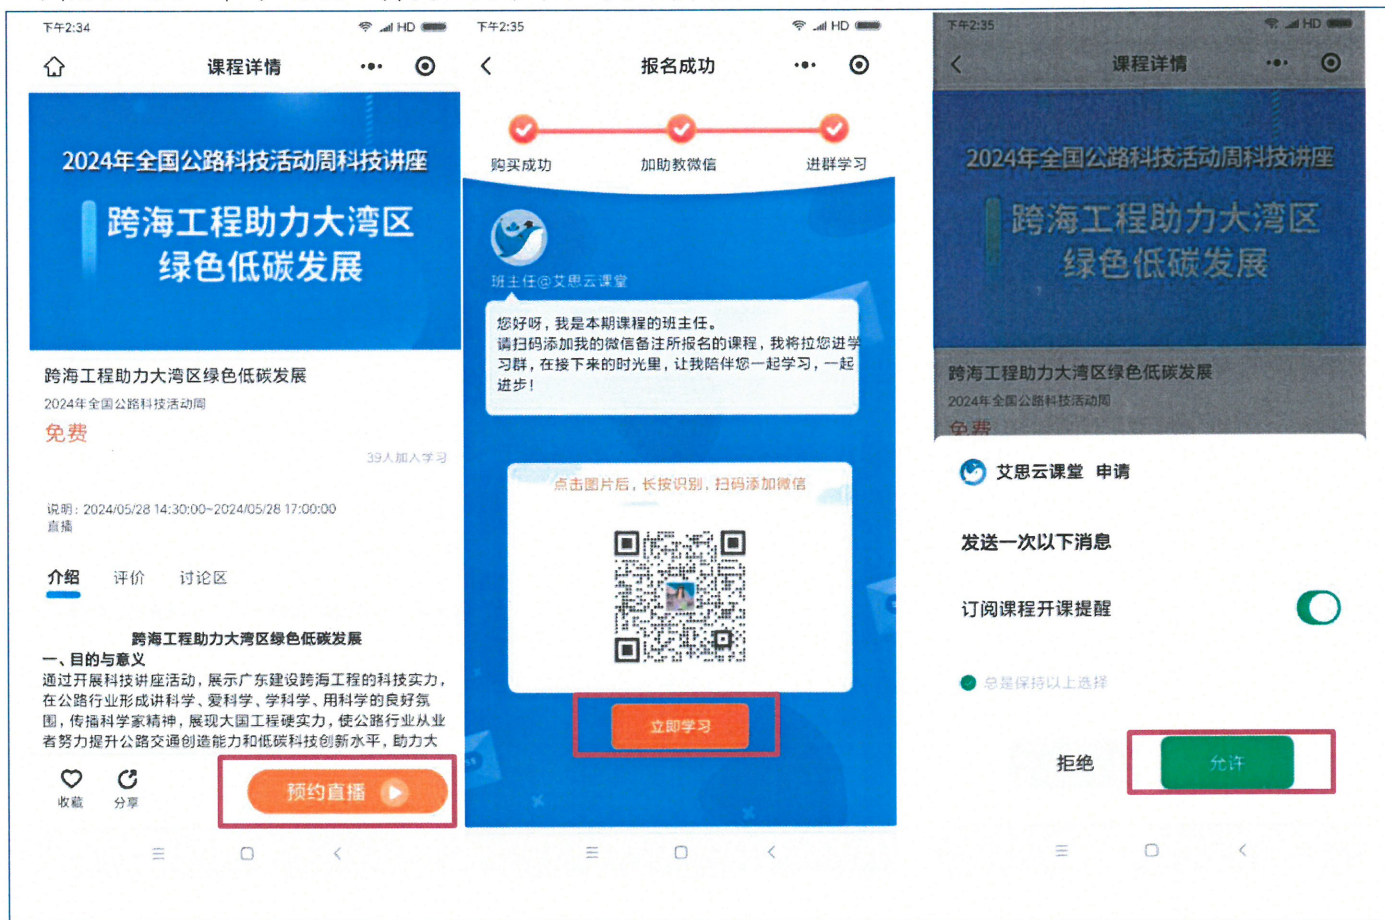 下午2:34
HD
课程详情
2024年全国公路科技活动周科技讲座
跨海工程助力大湾区
绿色低碳发展
跨海工程助力大湾区绿色低碳发展
2024年全国公路科技活动周
免费
39人加入学习
说明：2024/05/28 14:30:00~2024/05/28 17:00:00
直播
介绍 评价 讨论区
跨海工程助力大湾区绿色低碳发展
一、目的与意义
通过开展科技讲座活动，展示广东建设跨海工程的科技实力，
在公路行业形成讲科学、爱科学、学科学、用科学的良好氛
围，传播科学家精神，展现大国工程硬实力，使公路行业从业
者努力提升公路交通创造能力和低碳科技创新水平，助力大
收藏 分享 预约直播
下午2:35
HD
报名成功
购买成功 加助教微信 进群学习
班主任@艾思云课堂
您好呀，我是本期课程的班主任。
请扫码添加我的微信备注所报名的课程，我将拉您进学
习群，在接下来的时光里，让我陪伴您一起学习，一起
进步！
点击图片后，长按识别，扫码添加微信
立即学习
下午2:35
HD
课程详情
2024年全国公路科技活动周科技讲座
跨海工程助力大湾区
绿色低碳发展
跨海工程助力大湾区绿色低碳发展
2024年全国公路科技活动周
免费
艾思云课堂 申请
发送一次以下消息
订阅课程开课提醒
总是保持以上选择
拒绝 允许